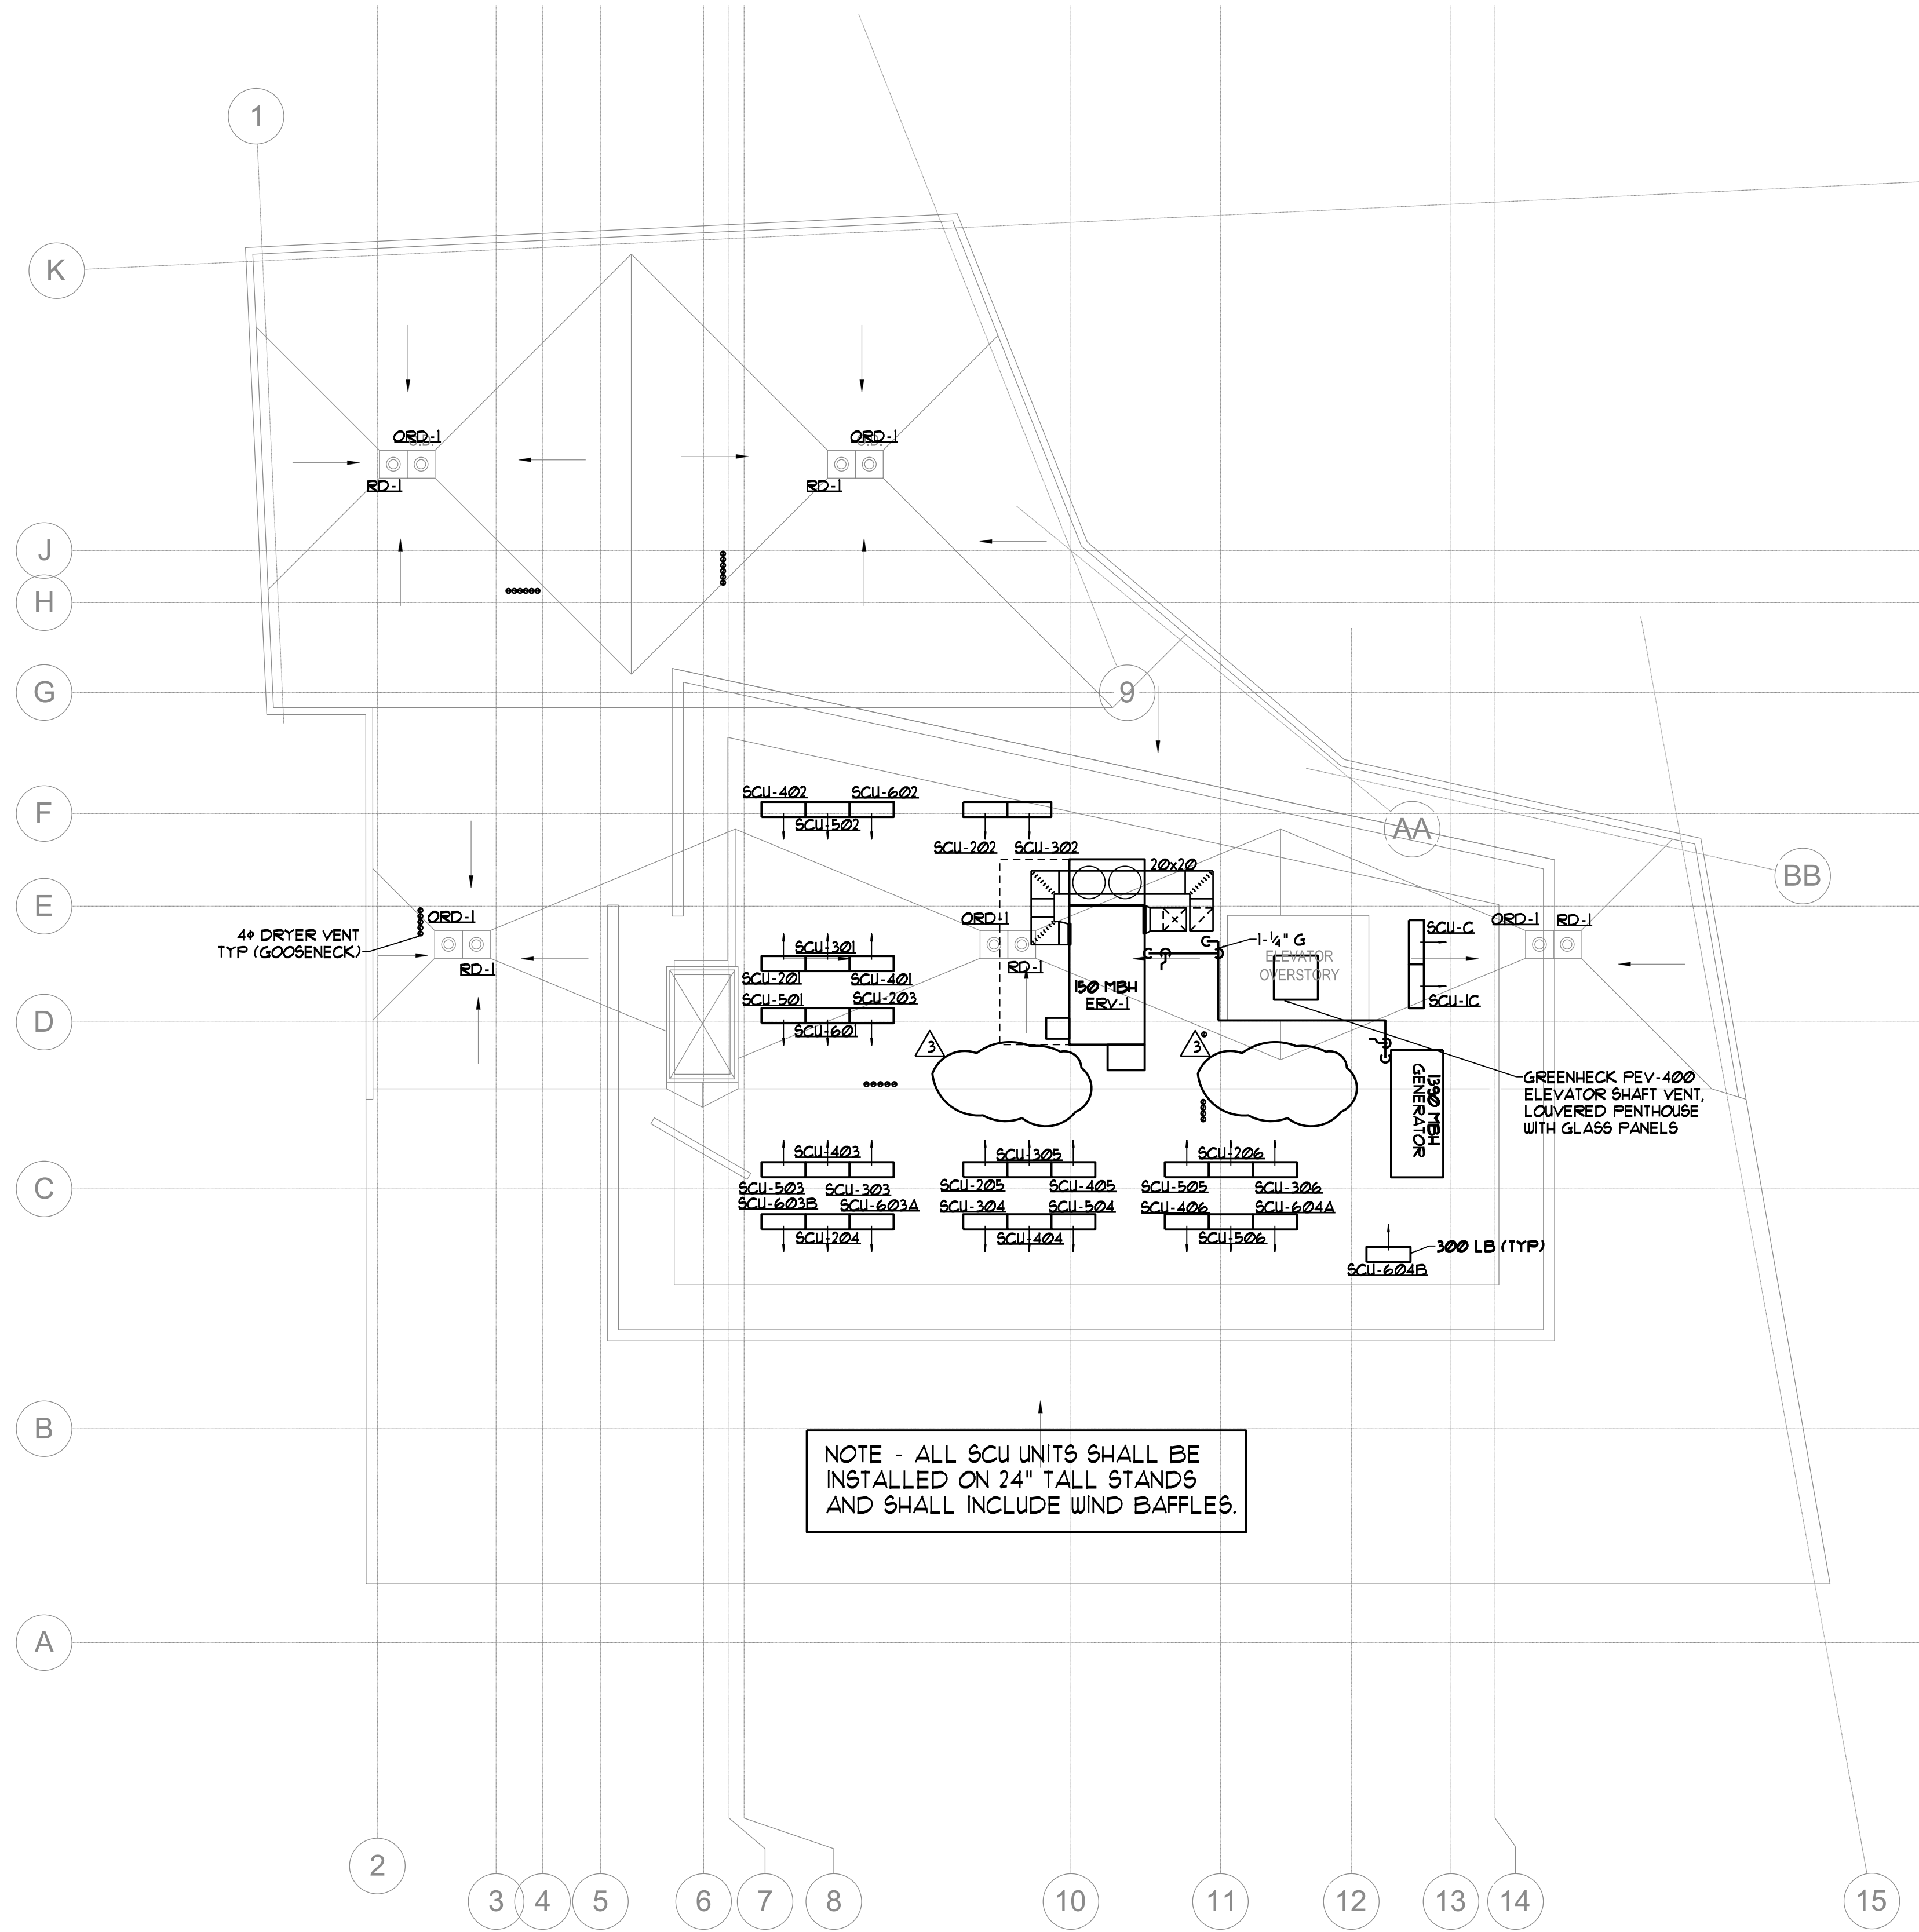 1
K
ORD-1
ORD-1
RD-1
RD-1
J
H
G
9
SCU-402
SCU-602
SCU-502
F
AA
SCU-202
SCU-302
20x20
BB
E
ORD-1
ORD-1
ORD-1
RD-1
SCU-C
4Φ DRYER VENT
TYP (GOOSENECK)
RD-1
SCU-301
SCU-201
SCU-401
RD-1
1-1/4" G
ELEVATOR
OVERSTORY
150 MBH
ERV-1
SCU-501
SCU-203
SCU-1C
D
SCU-601
3
3
GREENHECK PEV-400
ELEVATOR SHAFT VENT,
LOUVERED PENTHOUSE
WITH GLASS PANELS
1390 MBH
GENERATOR
SCU-403
SCU-305
SCU-206
C
SCU-503
SCU-303
SCU-205
SCU-405
SCU-505
SCU-306
SCU-603B
SCU-603A
SCU-304
SCU-504
SCU-406
SCU-604A
SCU-204
SCU-404
SCU-506
300 LB (TYP)
SCU-604B
B
NOTE - ALL SCU UNITS SHALL BE
INSTALLED ON 24" TALL STANDS
AND SHALL INCLUDE WIND BAFFLES.
A
2
3
4
5
6
7
8
10
11
12
13
14
15